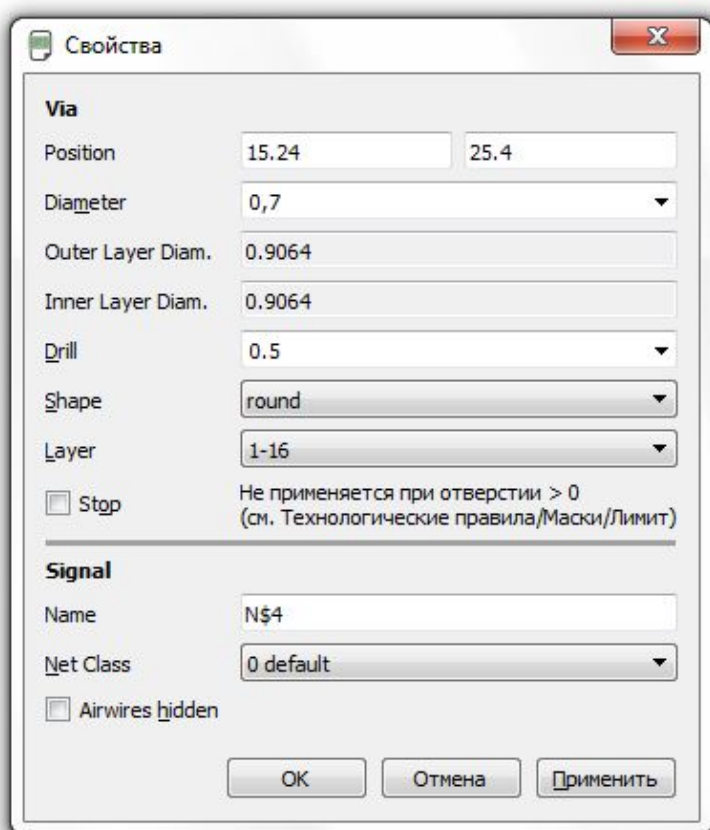 Свойства
Via
Position 15.24 25.4
Diameter 0,7
Outer Layer Diam. 0.9064
Inner Layer Diam. 0.9064
Drill 0.5
Shape round
Layer 1-16
Stop Не применяется при отверстии > 0
(см. Технологические правила/Маски/Лимит)
Signal
Name N$4
Net Class 0 default
Airwires hidden
OK Отмена Применить